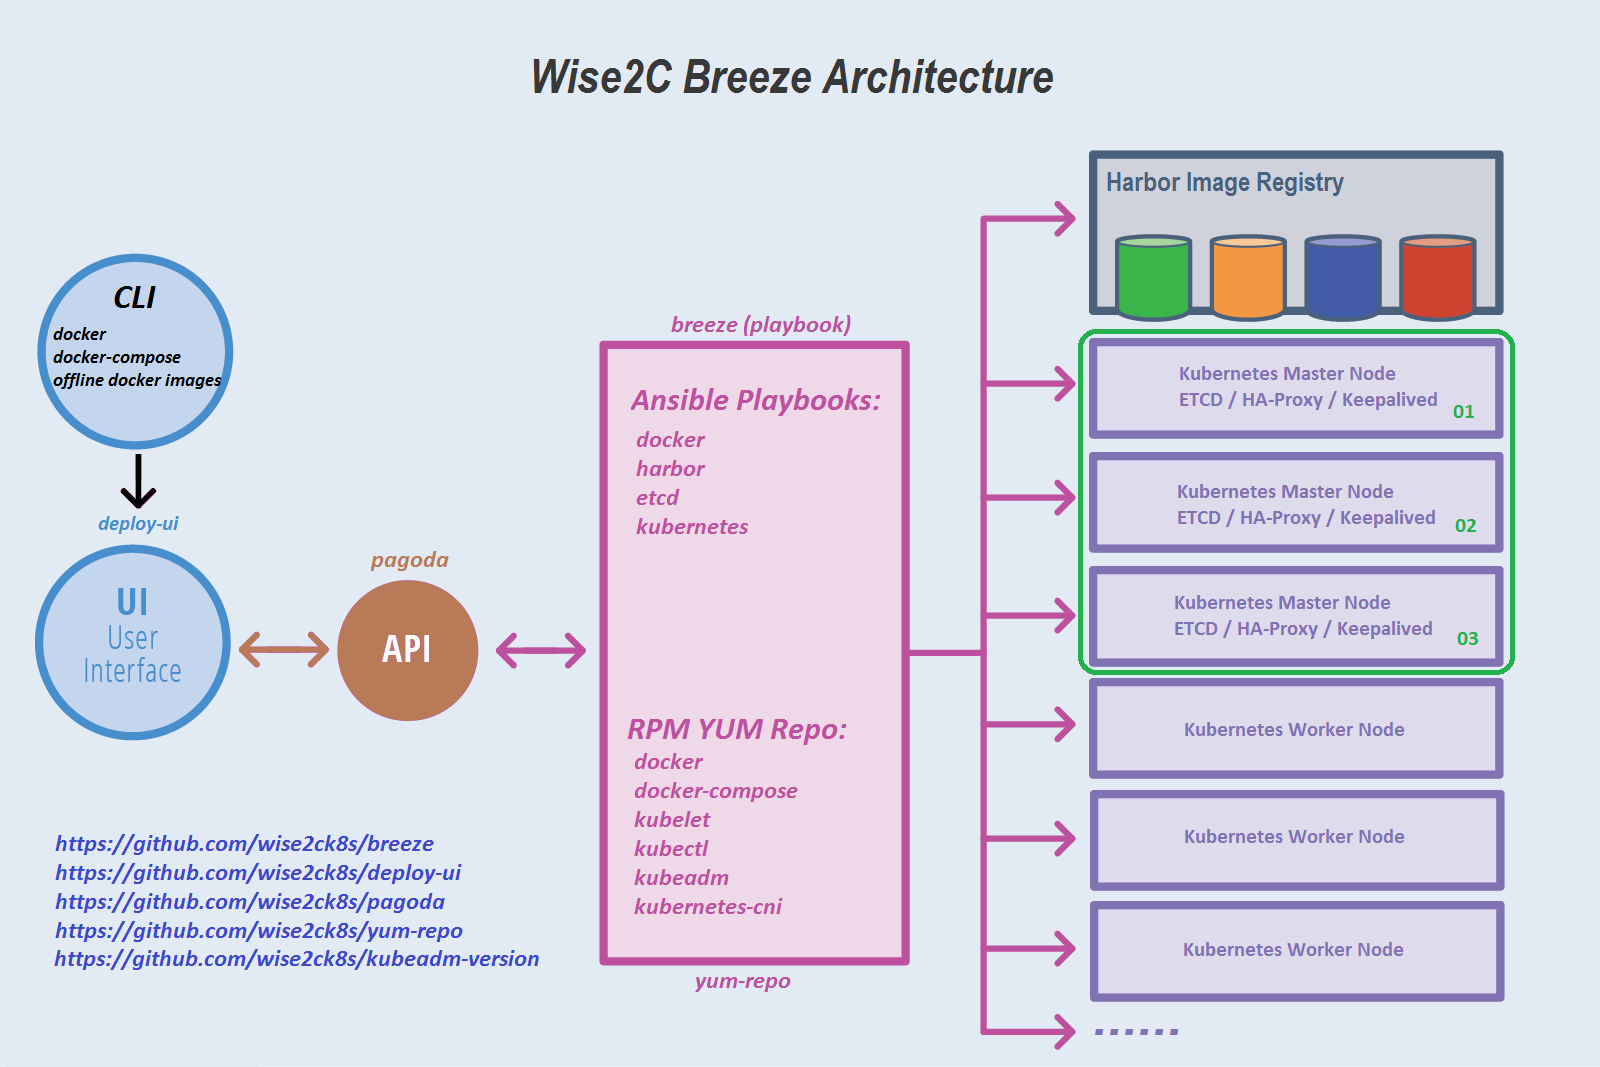 Wise2C Breeze Architecture
CLI
docker
docker-compose
offline docker images
deploy-ui
UI
User
Interface
pagoda
API
breeze (playbook)
Ansible Playbooks:
docker
harbor
etcd
kubernetes
RPM YUM Repo:
docker
docker-compose
kubelet
kubectl
kubeadm
kubernetes-cni
yum-repo
Harbor Image Registry
Kubernetes Master Node
ETCD / HA-Proxy / Keepalived
01
Kubernetes Master Node
ETCD / HA-Proxy / Keepalived
02
Kubernetes Master Node
ETCD / HA-Proxy / Keepalived
03
Kubernetes Worker Node
Kubernetes Worker Node
Kubernetes Worker Node
------
https://github.com/wise2ck8s/breeze
https://github.com/wise2ck8s/deploy-ui
https://github.com/wise2ck8s/pagoda
https://github.com/wise2ck8s/yum-repo
https://github.com/wise2ck8s/kubeadm-version